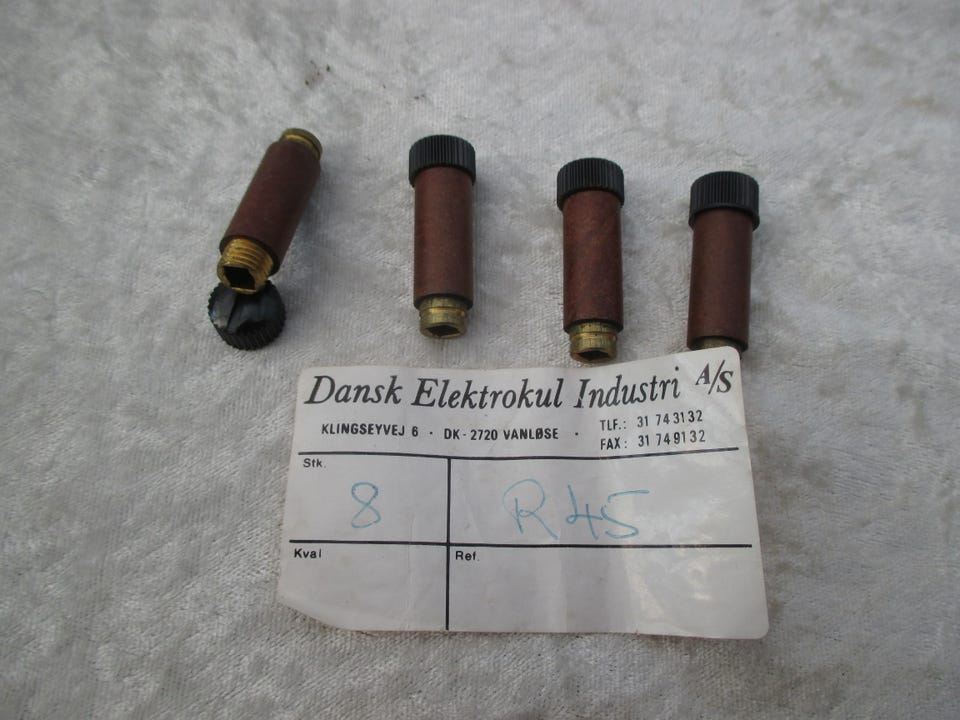 Dansk Elektrokul Industri A/S
KLINGSEYVEJ 6 · DK-2720 VANLØSE · TLF.: 31 74 31 32
FAX: 31 74 91 32
Stk.
8
R 45
Kval
Ref.